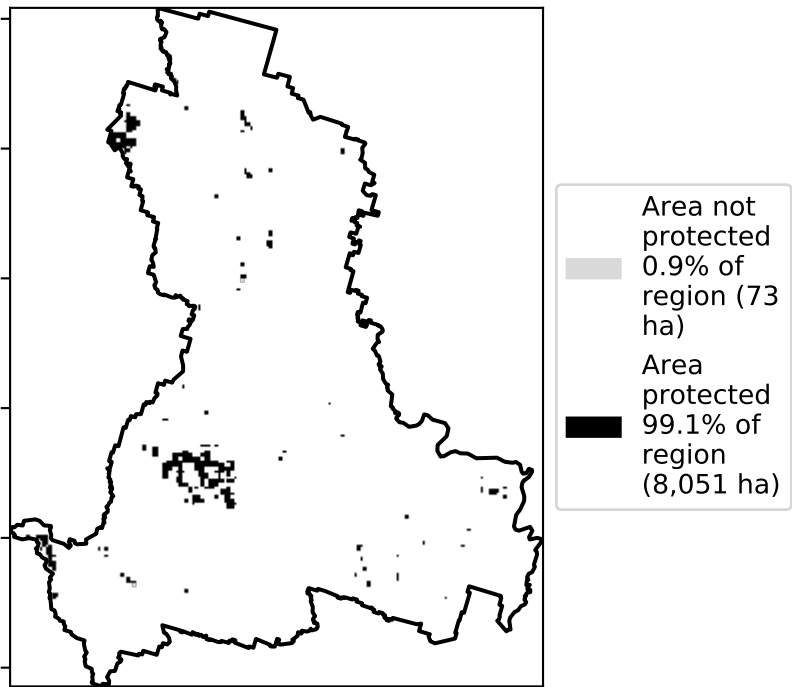 Area not
protected
0.9% of
region (73
ha)
Area
protected
99.1% of
region
(8,051 ha)